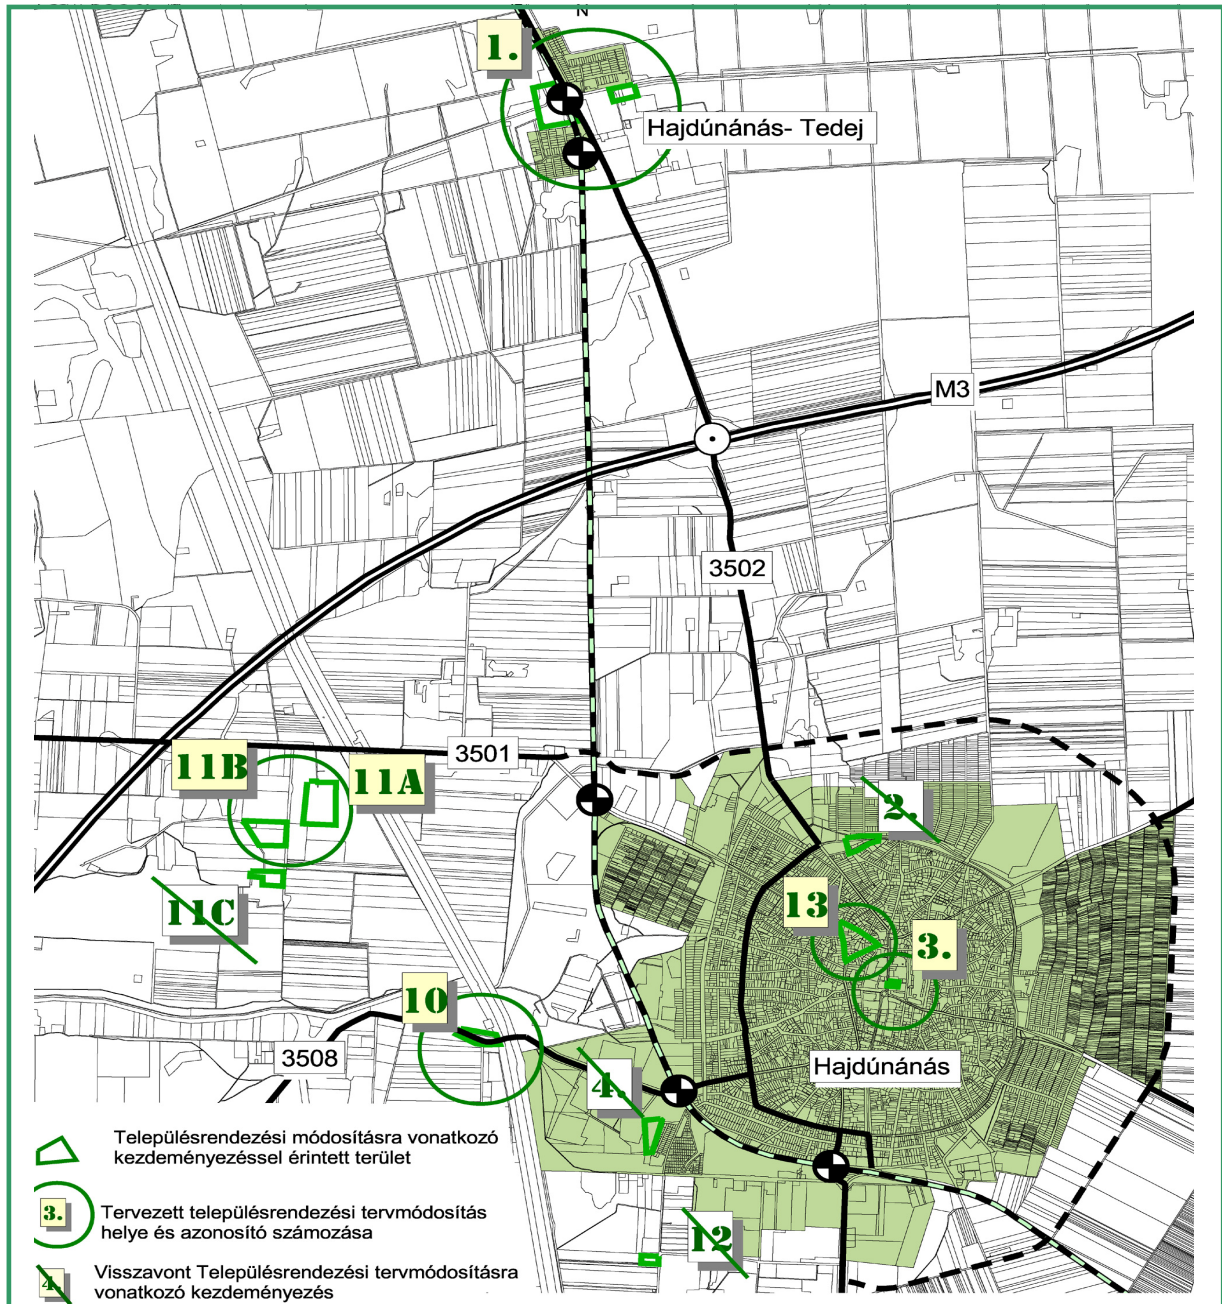 N
1.
Hajdúnánás- Tedej
M3
3502
3501
11B
11A
2.
11C
13
3.
10
3508
4.
Hajdúnánás
12
Településrendezési módosításra vonatkozó
kezdeményezéssel érintett terület
3.
Tervezett településrendezési tervmódosítás
helye és azonosító számozása
4.
Visszavont Településrendezési tervmódosításra
vonatkozó kezdeményezés